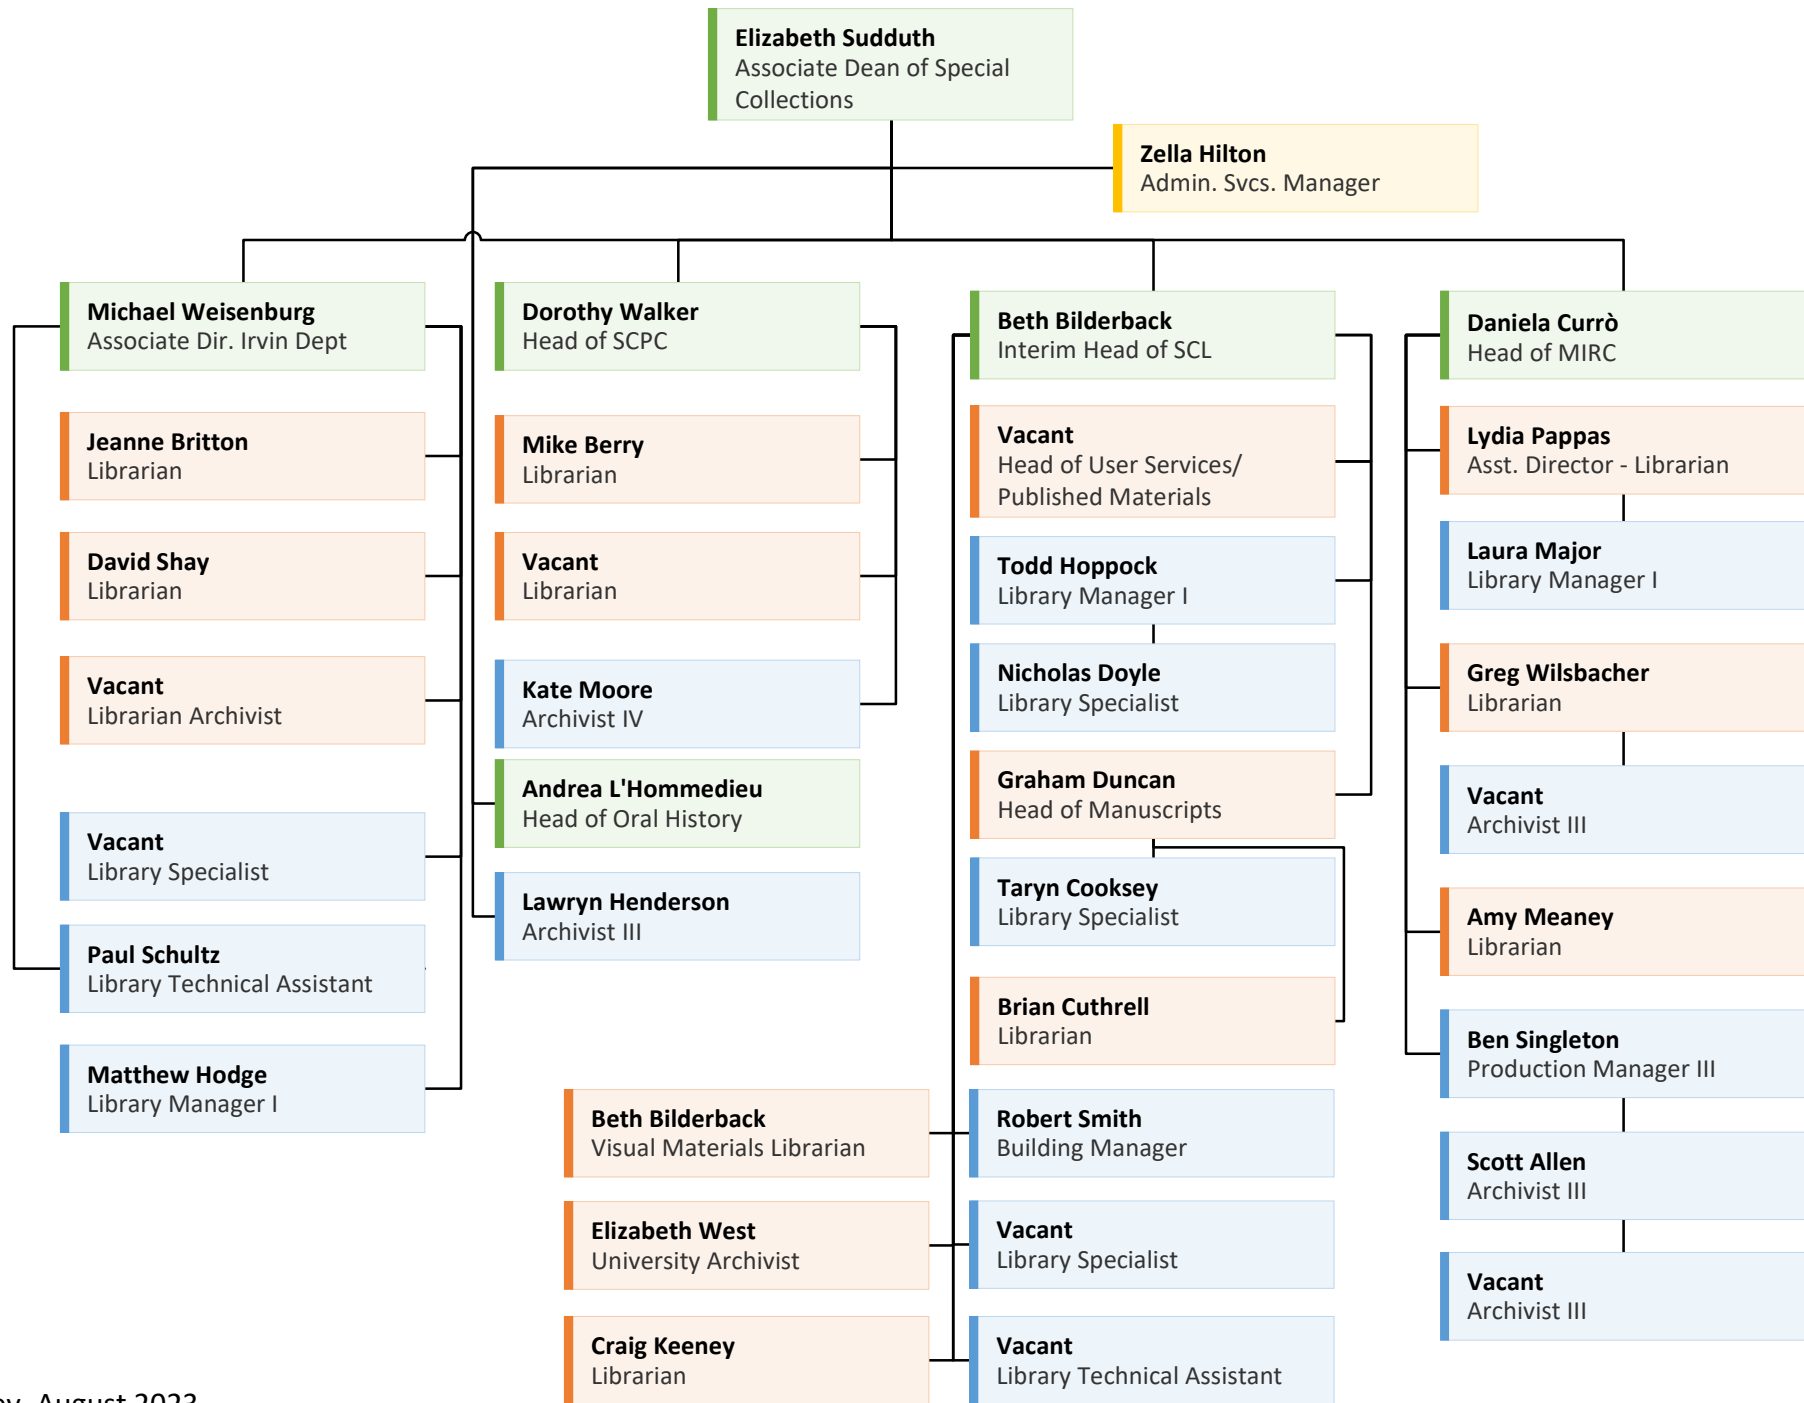 Elizabeth Sudduth
Associate Dean of Special
Collections
Zella Hilton
Admin. Svcs. Manager
Michael Weisenburg
Associate Dir. Irvin Dept
Jeanne Britton
Librarian
David Shay
Librarian
Vacant
Librarian Archivist
Vacant
Library Specialist
Paul Schultz
Library Technical Assistant
Matthew Hodge
Library Manager I
Dorothy Walker
Head of SCPC
Mike Berry
Librarian
Vacant
Librarian
Kate Moore
Archivist IV
Andrea L'Hommedieu
Head of Oral History
Lawryn Henderson
Archivist III
Beth Bilderback
Interim Head of SCL
Vacant
Head of User Services/
Published Materials
Todd Hoppock
Library Manager I
Nicholas Doyle
Library Specialist
Graham Duncan
Head of Manuscripts
Taryn Cooksey
Library Specialist
Brian Cuthrell
Librarian
Beth Bilderback
Visual Materials Librarian
Elizabeth West
University Archivist
Craig Keeney
Librarian
Robert Smith
Building Manager
Vacant
Library Specialist
Vacant
Library Technical Assistant
Daniela Currò
Head of MIRC
Lydia Pappas
Asst. Director - Librarian
Laura Major
Library Manager I
Greg Wilsbacher
Librarian
Vacant
Archivist III
Amy Meaney
Librarian
Ben Singleton
Production Manager III
Scott Allen
Archivist III
Vacant
Archivist III
August 2023